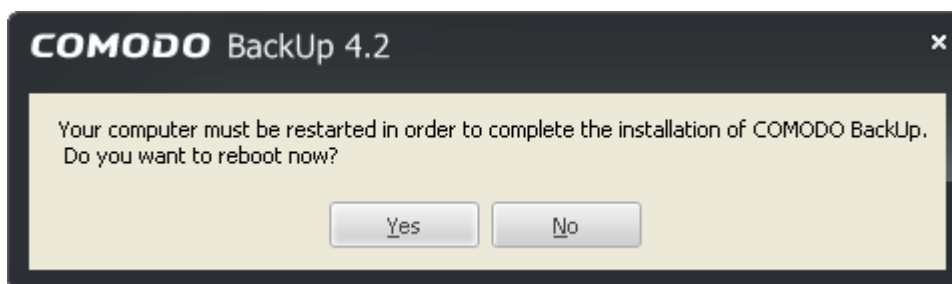 COMODO BackUp 4.2
Your computer must be restarted in order to complete the installation of COMODO BackUp.
Do you want to reboot now?
Yes No